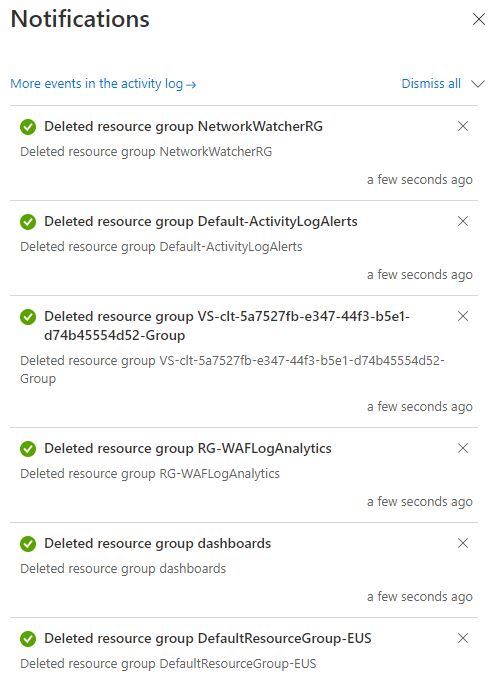 Notifications
More events in the activity log →
Dismiss all
Deleted resource group NetworkWatcherRG
Deleted resource group NetworkWatcherRG
a few seconds ago
Deleted resource group Default-ActivityLogAlerts
Deleted resource group Default-ActivityLogAlerts
a few seconds ago
Deleted resource group VS-clt-5a7527fb-e347-44f3-b5e1-
d74b45554d52-Group
Deleted resource group VS-clt-5a7527fb-e347-44f3-b5e1-d74b45554d52-
Group
a few seconds ago
Deleted resource group RG-WAFLogAnalytics
Deleted resource group RG-WAFLogAnalytics
a few seconds ago
Deleted resource group dashboards
Deleted resource group dashboards
a few seconds ago
Deleted resource group DefaultResourceGroup-EUS
Deleted resource group DefaultResourceGroup-EUS